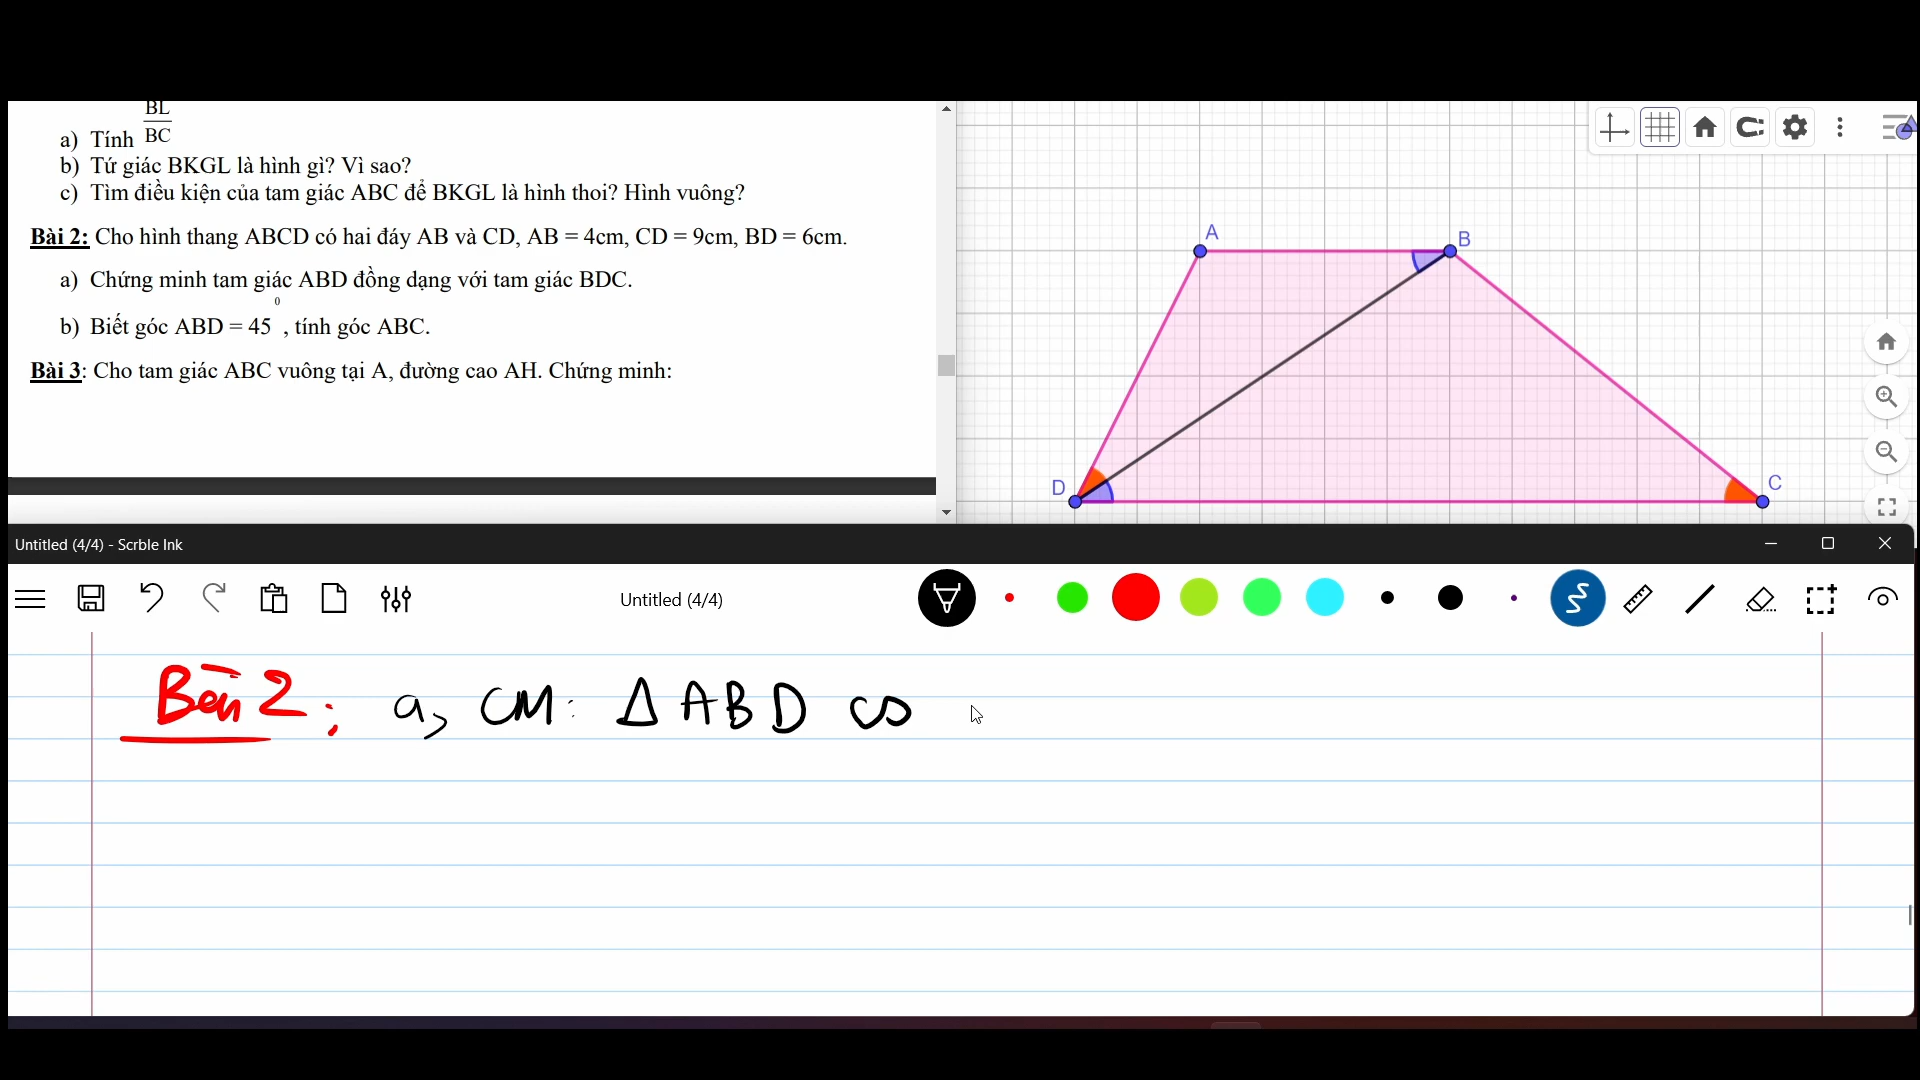 BL
BC
a) Tính
b) Tứ giác BKGL là hình gì? Vì sao?
c) Tìm điều kiện của tam giác ABC để BKGL là hình thoi? Hình vuông?
Bài 2: Cho hình thang ABCD có hai đáy AB và CD, AB = 4cm, CD = 9cm, BD = 6cm.
a) Chứng minh tam giác ABD đồng dạng với tam giác BDC.
b) Biết góc ABD = 45⁰, tính góc ABC.
Bài 3: Cho tam giác ABC vuông tại A, đường cao AH. Chứng minh:
A
B
D
C
Untitled (4/4) - Scrble Ink
Untitled (4/4)
Bài 2: a, CM: Δ ABD ∽